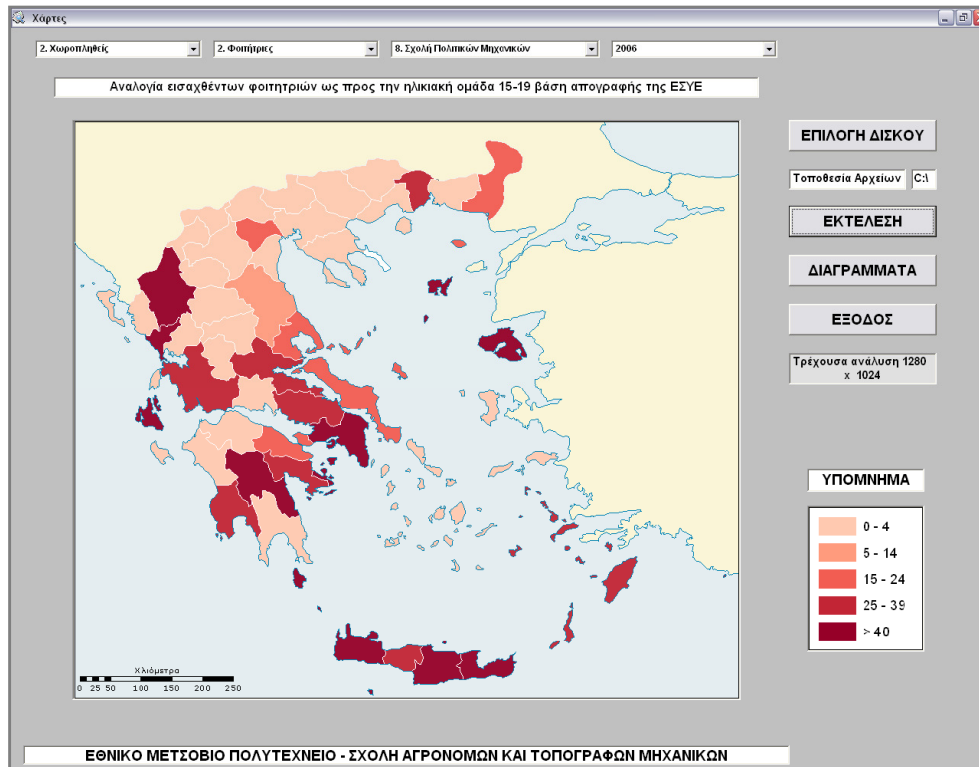 Χάρτες
2. Χωροπληθείς 2. Φοιτήτριες 8. Σχολή Πολιτικών Μηχανικών 2006
Αναλογία εισαχθέντων φοιτητριών ως προς την ηλικιακή ομάδα 15-19 βάση απογραφής της ΕΣΥΕ
ΕΠΙΛΟΓΗ ΔΙΣΚΟΥ
Τοποθεσία Αρχείων C:\
ΕΚΤΕΛΕΣΗ
ΔΙΑΓΡΑΜΜΑΤΑ
ΕΞΟΔΟΣ
Τρέχουσα ανάλυση 1280
x 1024
ΥΠΟΜΝΗΜΑ
0 - 4
5 - 14
15 - 24
25 - 39
> 40
Χλιόμετρα
0 25 50 100 150 200 250
ΕΘΝΙΚΟ ΜΕΤΣΟΒΙΟ ΠΟΛΥΤΕΧΝΕΙΟ - ΣΧΟΛΗ ΑΓΡΟΝΟΜΩΝ ΚΑΙ ΤΟΠΟΓΡΑΦΩΝ ΜΗΧΑΝΙΚΩΝ